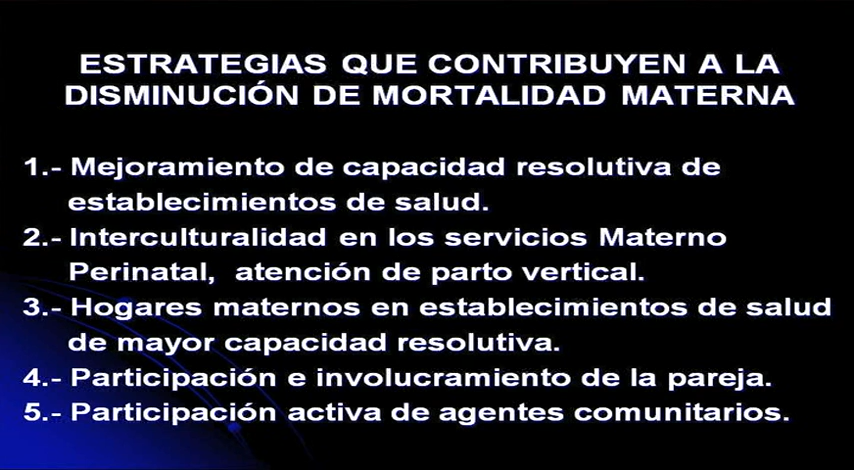 ESTRATEGIAS QUE CONTRIBUYEN A LA
DISMINUCIÓN DE MORTALIDAD MATERNA
1.- Mejoramiento de capacidad resolutiva de
establecimientos de salud.
2.- Interculturalidad en los servicios Materno
Perinatal, atención de parto vertical.
3.- Hogares maternos en establecimientos de salud
de mayor capacidad resolutiva.
4.- Participación e involucramiento de la pareja.
5.- Participación activa de agentes comunitarios.